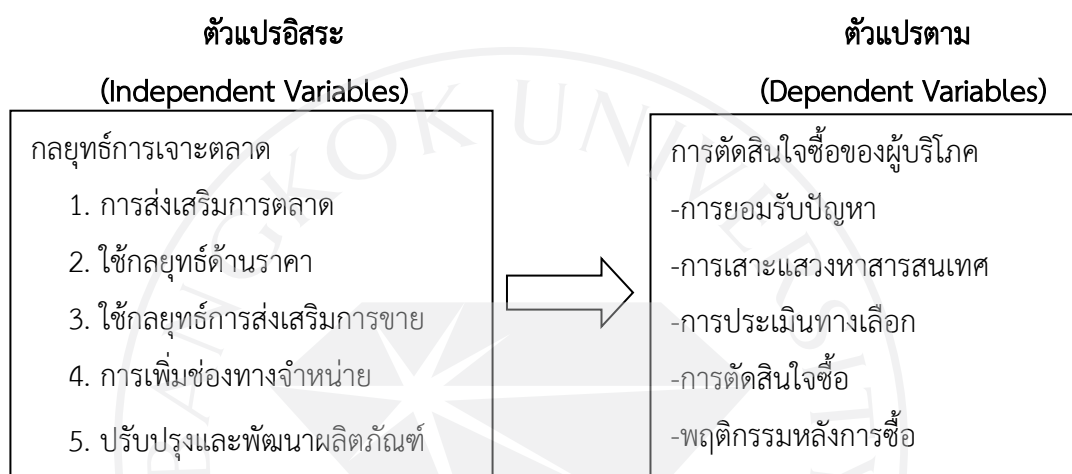 ตัวแปรอิสระ
(Independent Variables)
กลยุทธ์การเจาะตลาด
1. การส่งเสริมการตลาด
2. ใช้กลยุทธ์ด้านราคา
3. ใช้กลยุทธ์การส่งเสริมการขาย
4. การเพิ่มช่องทางจำหน่าย
5. ปรับปรุงและพัฒนาผลิตภัณฑ์
ตัวแปรตาม
(Dependent Variables)
การตัดสินใจซื้อของผู้บริโภค
-การยอมรับปัญหา
-การเสาะแสวงหาสารสนเทศ
-การประเมินทางเลือก
-การตัดสินใจซื้อ
-พฤติกรรมหลังการซื้อ
BANGKOK UNIVERSITY